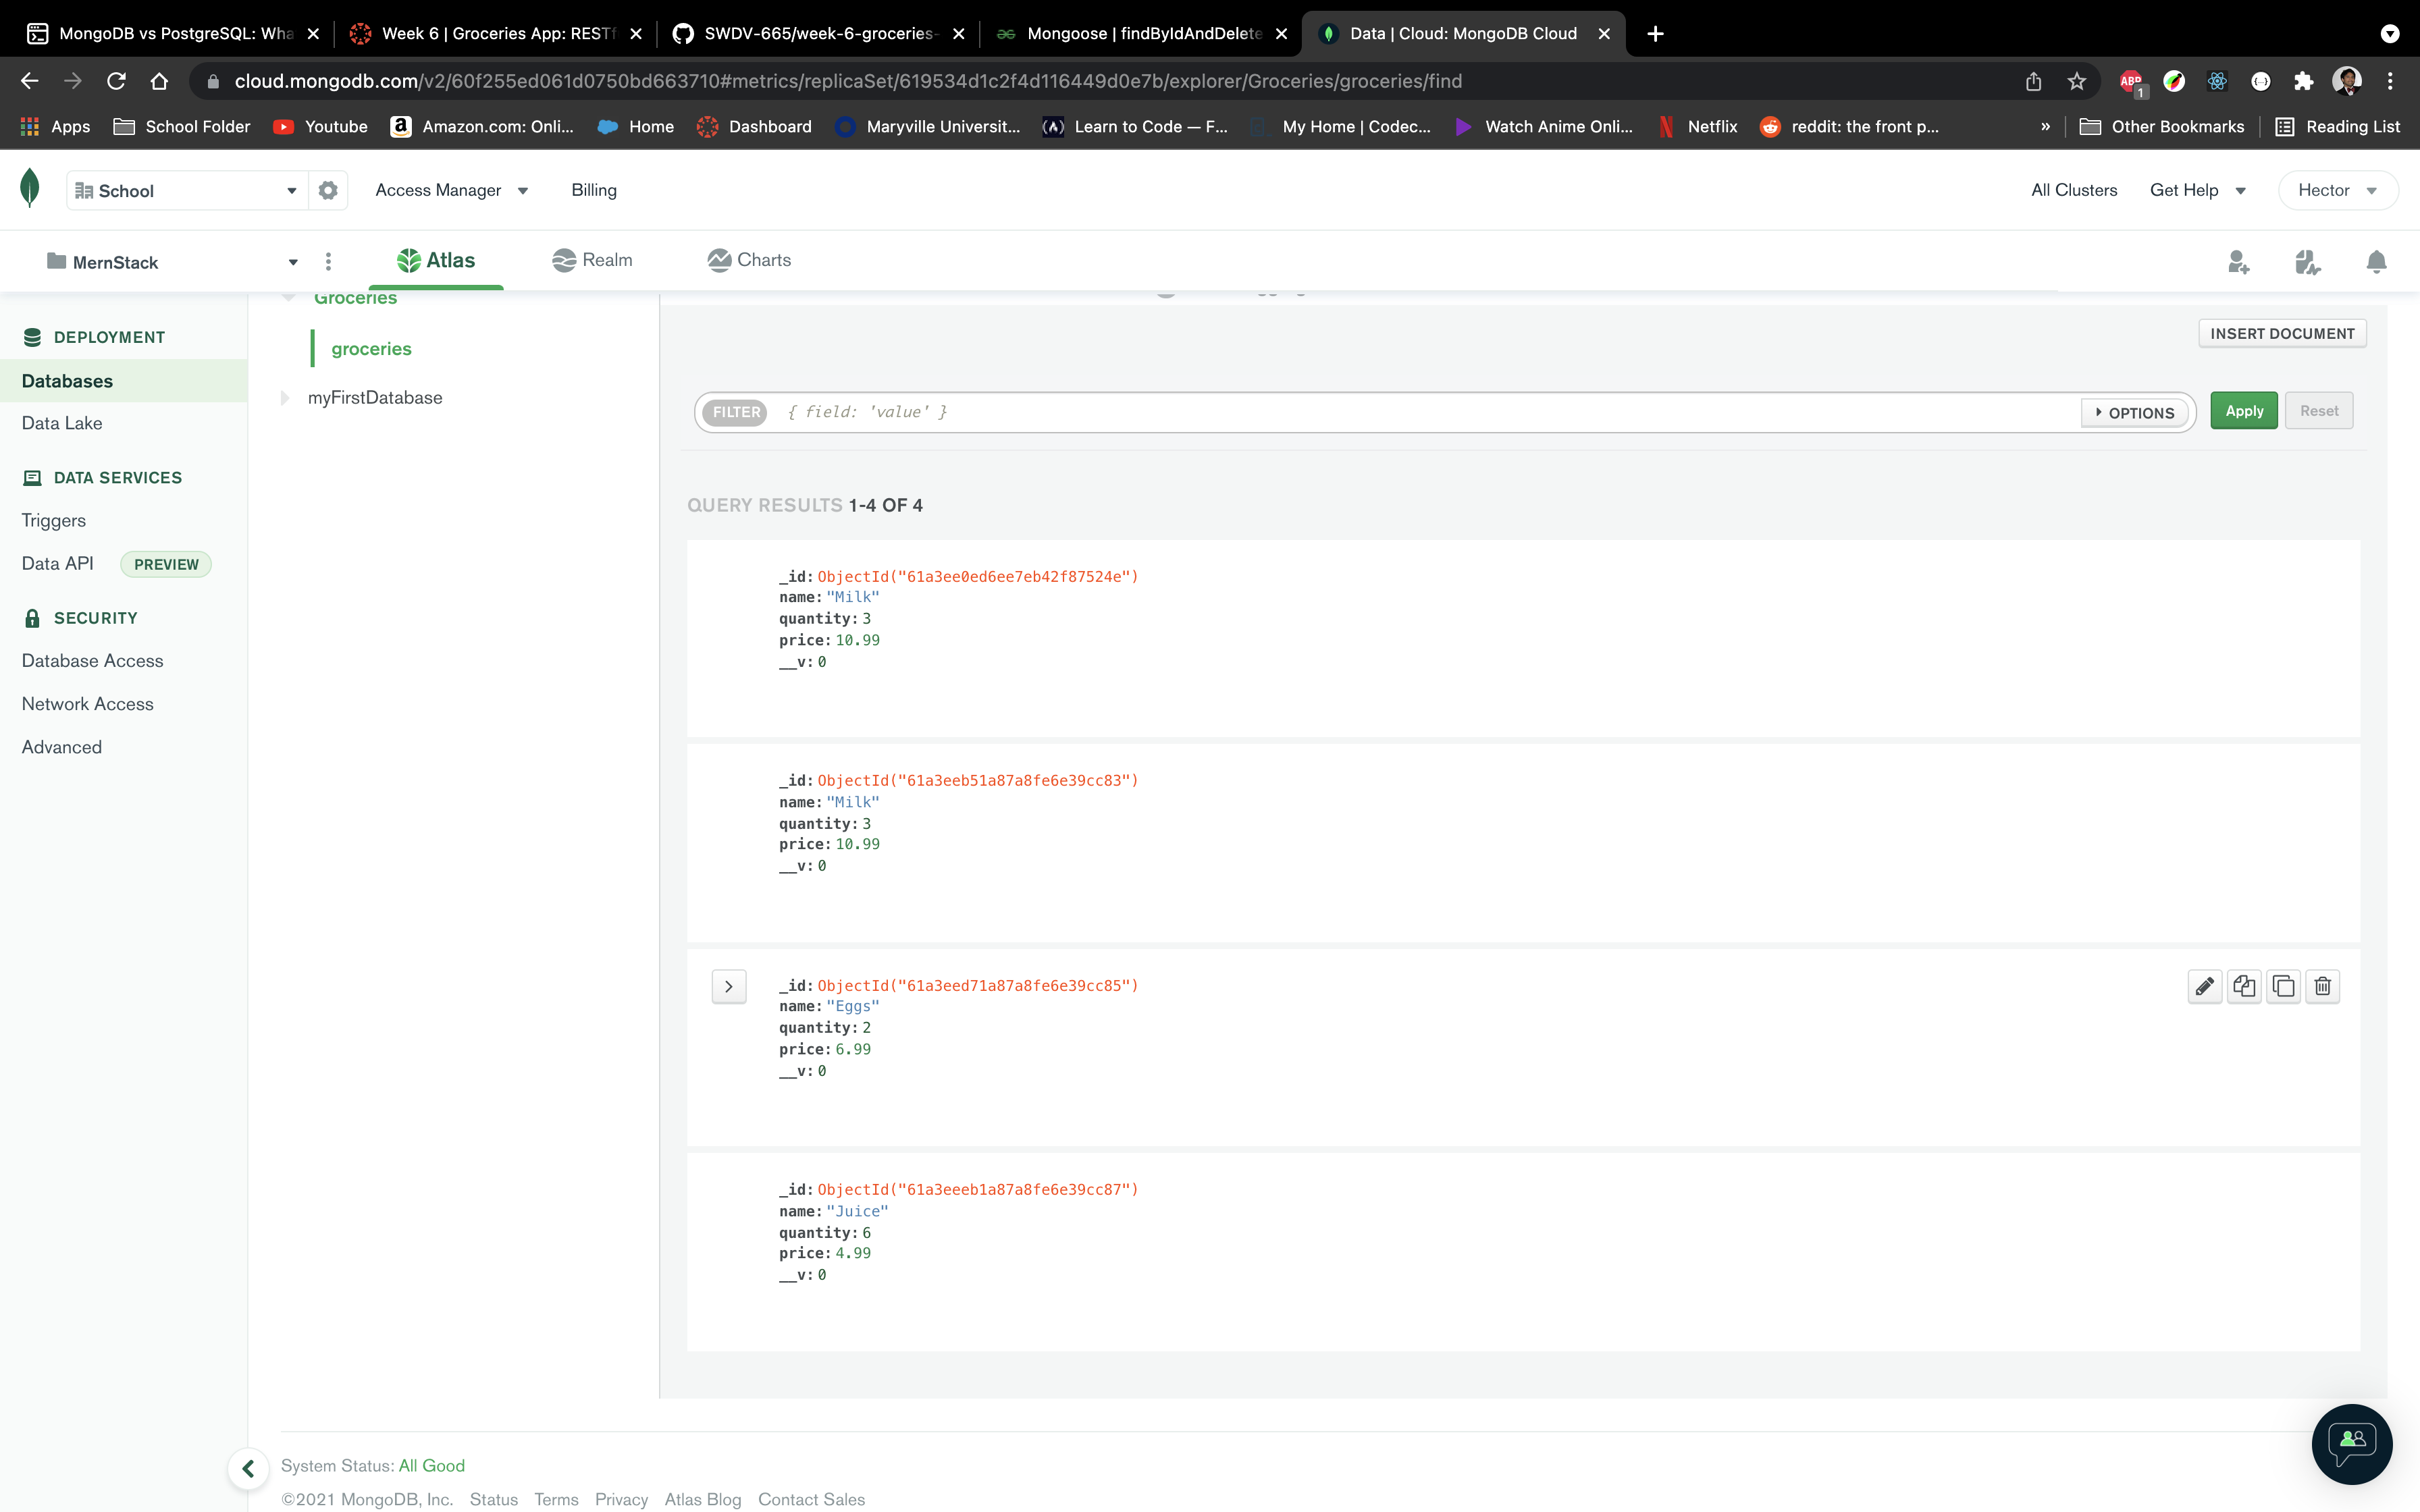 MongoDB vs PostgreSQL: Wha
Week 6 | Groceries App: RESTf
SWDV-665/week-6-groceries-
Mongoose | findByIdAndDelete
Data | Cloud: MongoDB Cloud
cloud.mongodb.com/v2/60f255ed061d0750bd663710#metrics/replicaSet/619534d1c2f4d116449d0e7b/explorer/Groceries/groceries/find
ABP 1
Apps School Folder Youtube Amazon.com: Onli... Home Dashboard Maryville Universit... Learn to Code — F... My Home | Codec... Watch Anime Onli... Netflix reddit: the front p... » Other Bookmarks Reading List
School Access Manager Billing All Clusters Get Help Hector
MernStack Atlas Realm Charts
DEPLOYMENT
Databases
Data Lake
DATA SERVICES
Triggers
Data API PREVIEW
SECURITY
Database Access
Network Access
Advanced
Groceries
groceries
myFirstDatabase
INSERT DOCUMENT
FILTER { field: 'value' } OPTIONS Apply Reset
QUERY RESULTS 1-4 OF 4
_id: ObjectId("61a3ee0ed6ee7eb42f87524e")
name: "Milk"
quantity: 3
price: 10.99
__v: 0
_id: ObjectId("61a3eeb51a87a8fe6e39cc83")
name: "Milk"
quantity: 3
price: 10.99
__v: 0
_id: ObjectId("61a3eed71a87a8fe6e39cc85")
name: "Eggs"
quantity: 2
price: 6.99
__v: 0
_id: ObjectId("61a3eeeb1a87a8fe6e39cc87")
name: "Juice"
quantity: 6
price: 4.99
__v: 0
System Status: All Good
©2021 MongoDB, Inc. Status Terms Privacy Atlas Blog Contact Sales